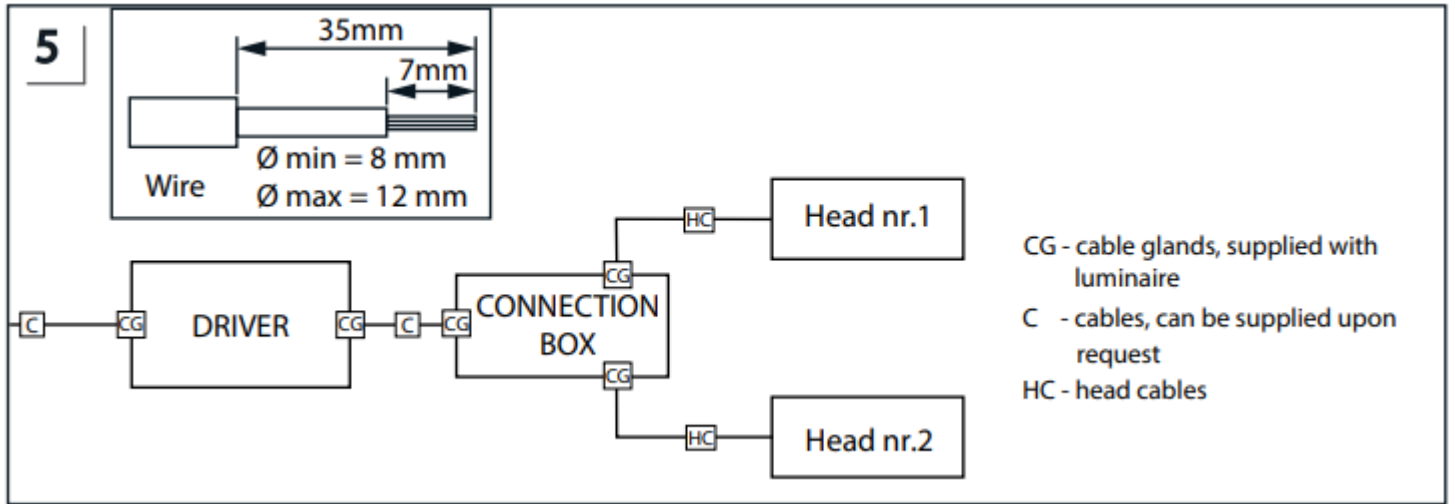 5
35mm
7mm
Ø min = 8 mm
Wire
Ø max = 12 mm
HC
Head nr.1
CG
C
CG
DRIVER
CG
C
CG
CONNECTION
BOX
CG
HC
Head nr.2
CG - cable glands, supplied with
luminaire
C - cables, can be supplied upon
request
HC - head cables